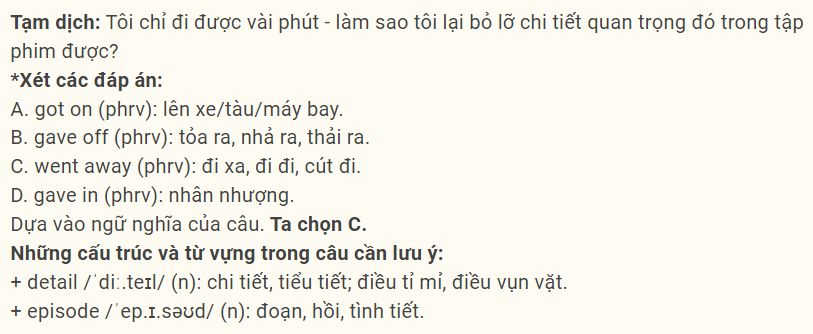 Tạm dịch: Tôi chỉ đi được vài phút - làm sao tôi lại bỏ lỡ chi tiết quan trọng đó trong tập
phim được?
*Xét các đáp án:
A. got on (phrv): lên xe/tàu/máy bay.
B. gave off (phrv): tỏa ra, nhả ra, thải ra.
C. went away (phrv): đi xa, đi đi, cút đi.
D. gave in (phrv): nhân nhượng.
Dựa vào ngữ nghĩa của câu. Ta chọn C.
Những cấu trúc và từ vựng trong câu cần lưu ý:
+ detail /ˈdiː.teɪl/ (n): chi tiết, tiểu tiết; điều tỉ mỉ, điều vụn vặt.
+ episode /ˈep.ɪ.səʊd/ (n): đoạn, hồi, tình tiết.